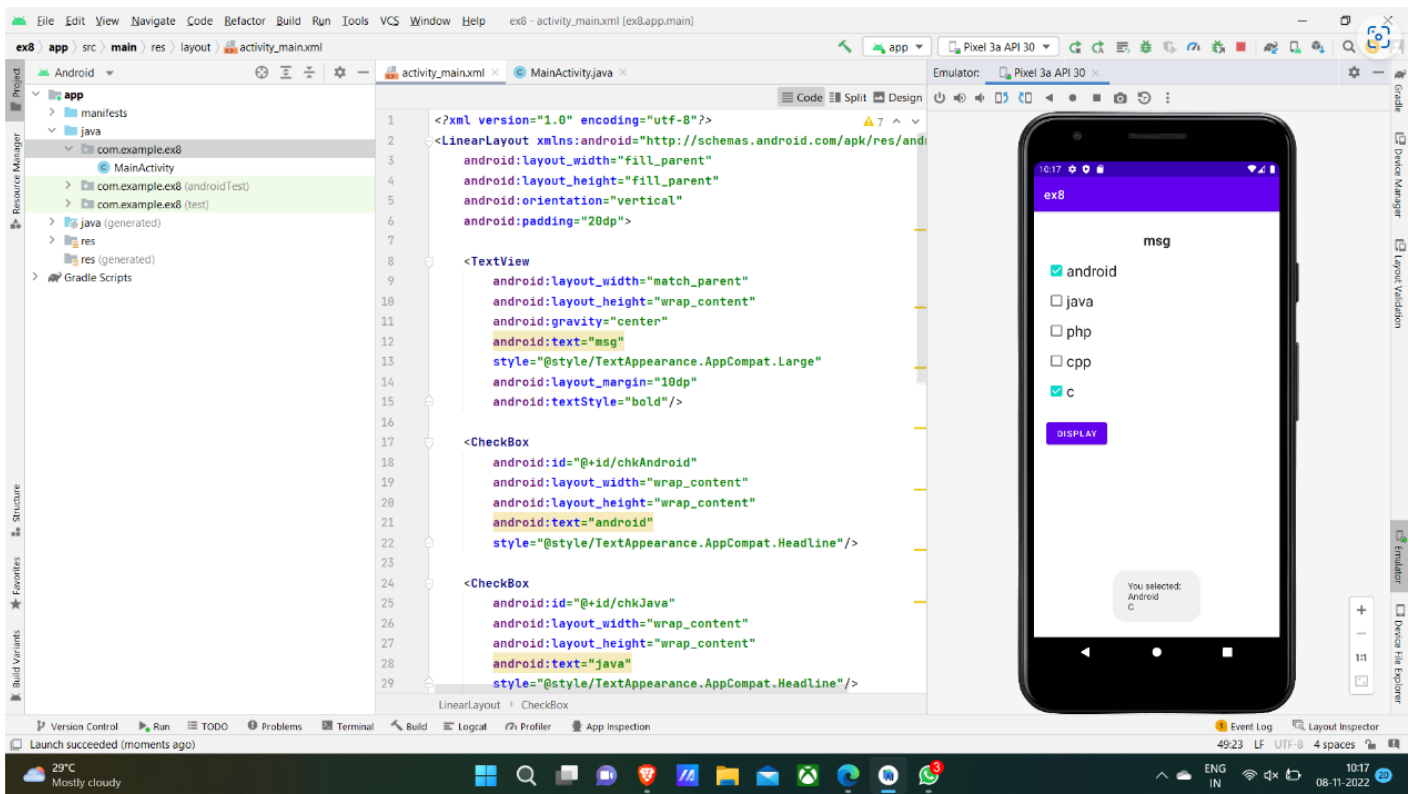 File Edit View Navigate Code Refactor Build Run Tools VCS Window Help ex8 - activity_main.xml [ex8.app.main]
ex8 app src main res layout activity_main.xml app Pixel 3a API 30
Android
activity_main.xml MainActivity.java
Emulator: Pixel 3a API 30
Code Split Design
Project
Resource Manager
Structure
Favorites
Build Variants
app
manifests
java
com.example.ex8
MainActivity
com.example.ex8 (androidTest)
com.example.ex8 (test)
java (generated)
res
res (generated)
Gradle Scripts
7
1 <?xml version="1.0" encoding="utf-8"?>
2 <LinearLayout xmlns:android="http://schemas.android.com/apk/res/and
3 android:layout_width="fill_parent"
4 android:layout_height="fill_parent"
5 android:orientation="vertical"
6 android:padding="20dp">
7
8 <TextView
9 android:layout_width="match_parent"
10 android:layout_height="wrap_content"
11 android:gravity="center"
12 android:text="msg"
13 style="@style/TextAppearance.AppCompat.Large"
14 android:layout_margin="10dp"
15 android:textStyle="bold"/>
16
17 <CheckBox
18 android:id="@+id/chkAndroid"
19 android:layout_width="wrap_content"
20 android:layout_height="wrap_content"
21 android:text="android"
22 style="@style/TextAppearance.AppCompat.Headline"/>
23
24 <CheckBox
25 android:id="@+id/chkJava"
26 android:layout_width="wrap_content"
27 android:layout_height="wrap_content"
28 android:text="java"
29 style="@style/TextAppearance.AppCompat.Headline"/>
LinearLayout CheckBox
10:17
ex8
msg
android
java
php
cpp
c
DISPLAY
You selected:
Android
C
1:1
Gradle
Device Manager
Layout Validation
Emulator
Device File Explorer
Version Control Run TODO Problems Terminal Build Logcat Profiler App Inspection 1 Event Log Layout Inspector
Launch succeeded (moments ago) 49:23 LF UTF-8 4 spaces
29°C
Mostly cloudy
3
ENG
IN
10:17
08-11-2022
20